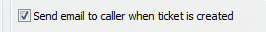 Send email to caller when ticket is created